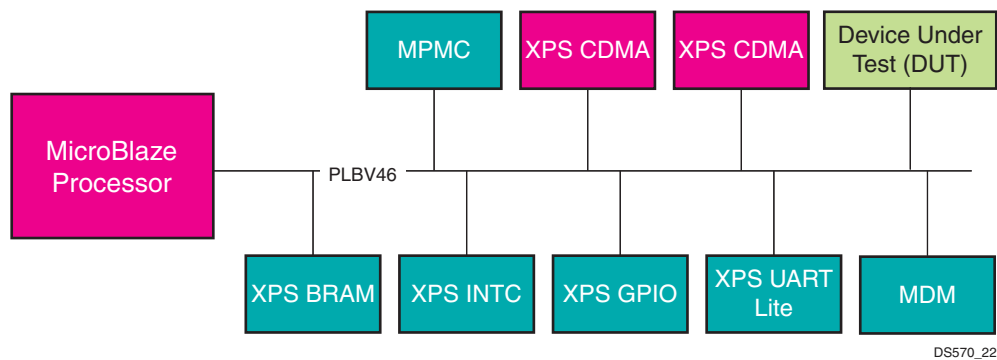 MPMC
XPS CDMA
XPS CDMA
Device Under
Test (DUT)
MicroBlaze
Processor
PLBV46
XPS BRAM
XPS INTC
XPS GPIO
XPS UART
Lite
MDM
DS570_22